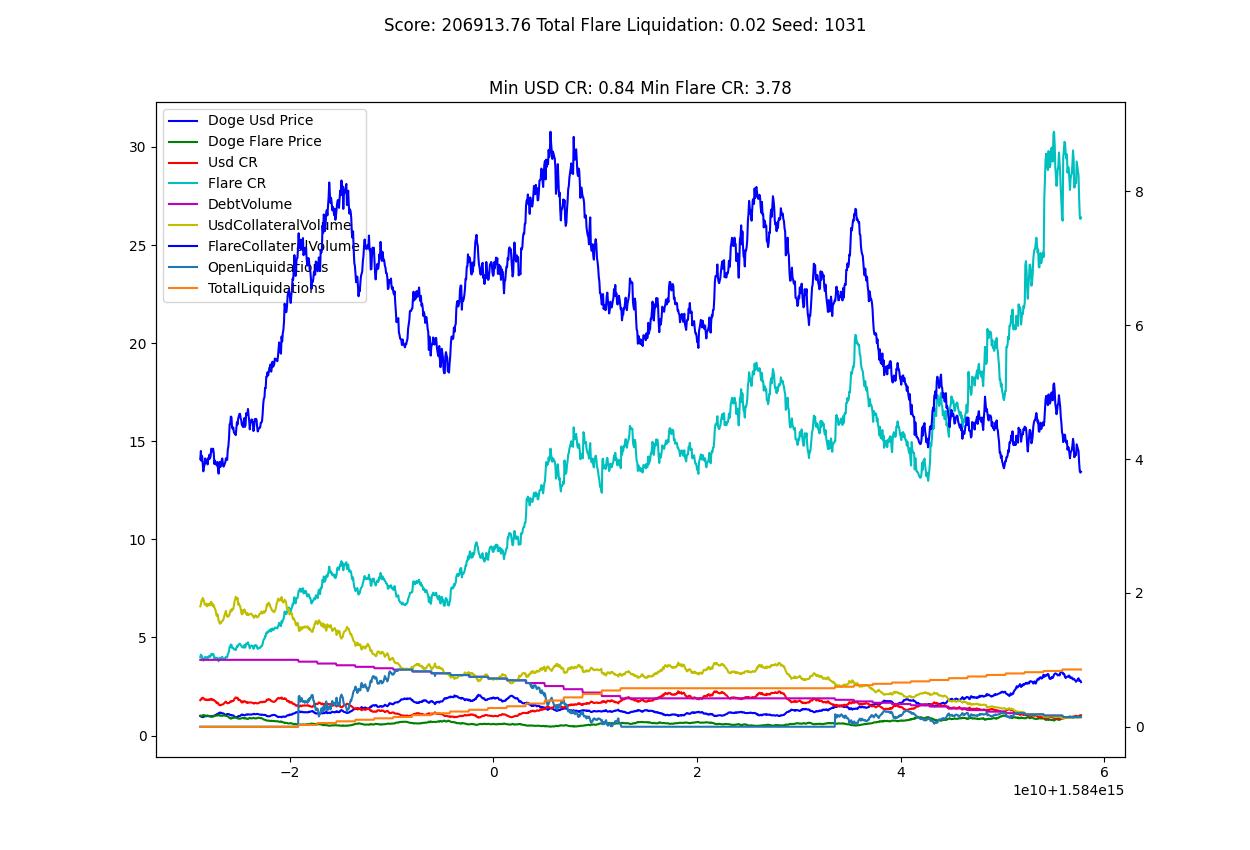 Score: 206913.76 Total Flare Liquidation: 0.02 Seed: 1031
Min USD CR: 0.84 Min Flare CR: 3.78
Doge Usd Price
Doge Flare Price
Usd CR
Flare CR
DebtVolume
UsdCollateralVolume
FlareCollateralVolume
OpenLiquidations
TotalLiquidations
30
25
20
15
10
5
0
8
6
4
2
0
−2
−1
0
2
4
6
1e10+1.584e15